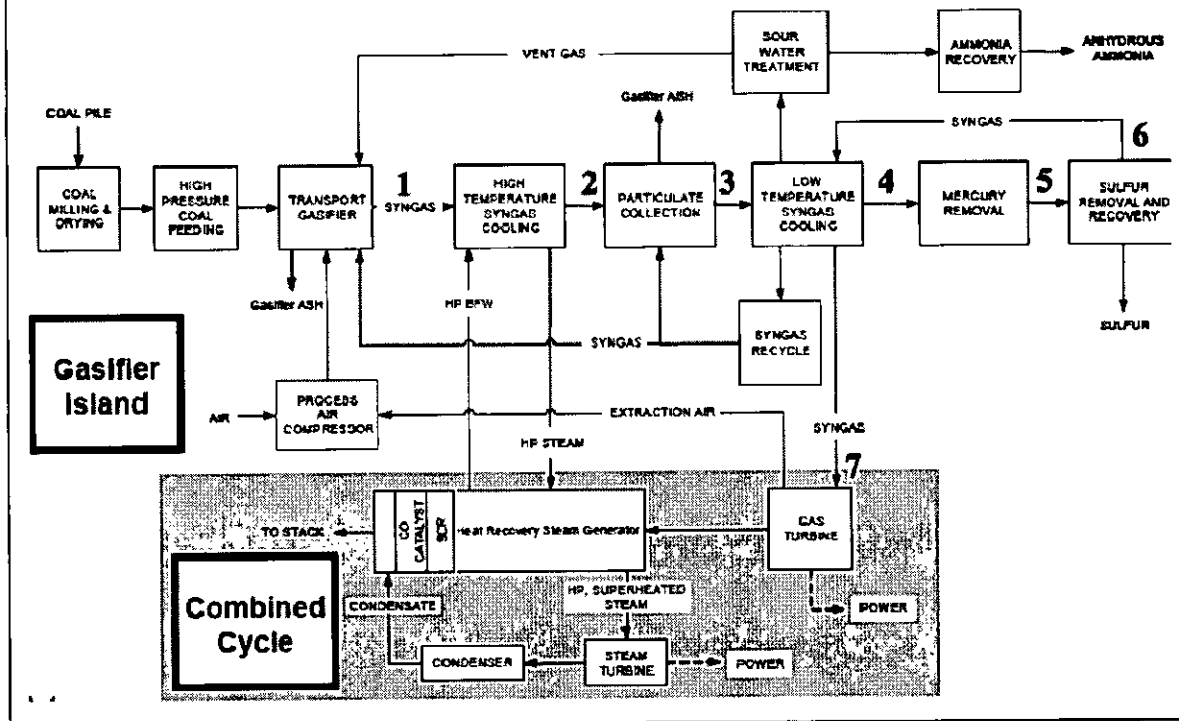 SOUR
WATER
TREATMENT
AMMONIA
RECOVERY
ANHYDROUS
AMMONIA
VENT GAS
COAL PILE
Gasifier ASH
SYNGAS
6
COAL
MILLING &
DRYING
HIGH
PRESSURE
COAL
FEEDING
TRANSPORT
GASIFIER
1
SYNGAS
HIGH
TEMPERATURE
SYNGAS
COOLING
2
PARTICULATE
COLLECTION
3
LOW
TEMPERATURE
SYNGAS
COOLING
4
MERCURY
REMOVAL
5
SULFUR
REMOVAL AND
RECOVERY
Gasifier ASH
HP BFW
SYNGAS
SYNGAS
RECYCLE
SULFUR
Gasifier
Island
AIR
PROCESS
AIR
COMPRESSOR
EXTRACTION AIR
HP STEAM
SYNGAS
7
TO STACK
CO
CATALYST
SCR
Heat Recovery Steam Generator
GAS
TURBINE
HP, SUPERHEATED
STEAM
POWER
Combined
Cycle
CONDENSATE
CONDENSER
STEAM
TURBINE
POWER